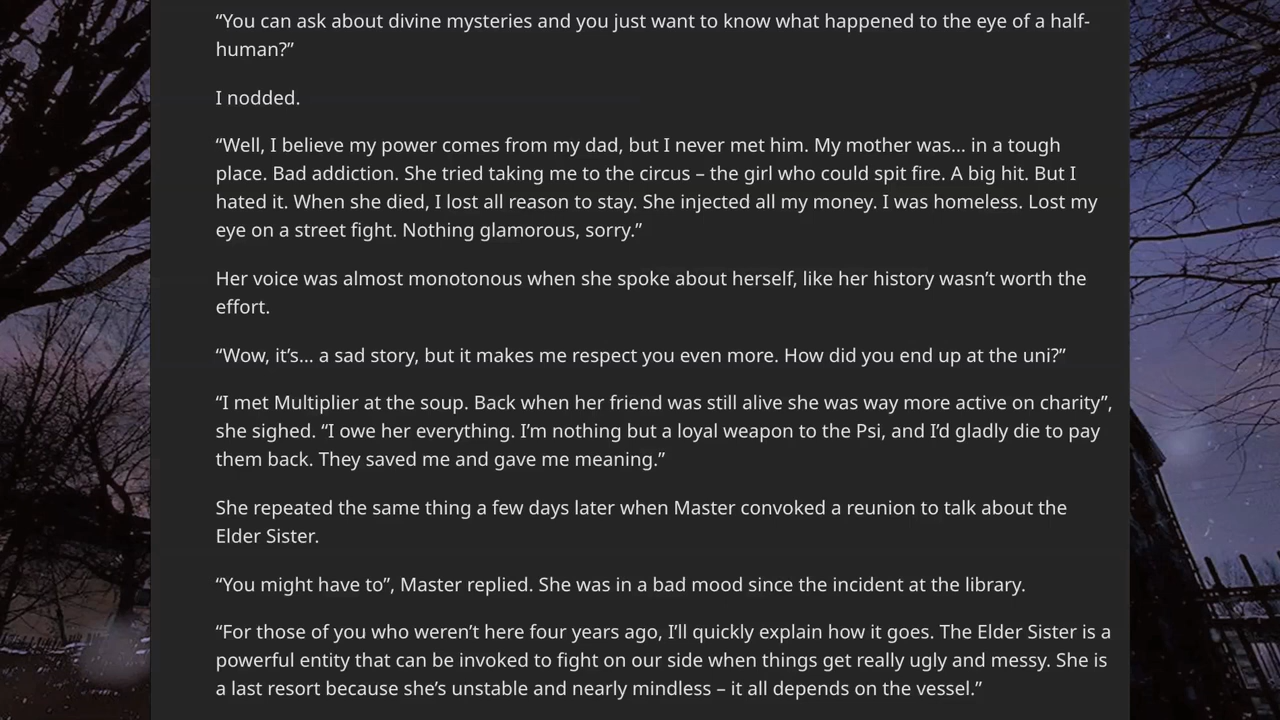 “You can ask about divine mysteries and you just want to know what happened to the eye of a half-
human?”
I nodded.
“Well, I believe my power comes from my dad, but I never met him. My mother was… in a tough
place. Bad addiction. She tried taking me to the circus – the girl who could spit fire. A big hit. But I
hated it. When she died, I lost all reason to stay. She injected all my money. I was homeless. Lost my
eye on a street fight. Nothing glamorous, sorry.”
Her voice was almost monotonous when she spoke about herself, like her history wasn’t worth the
effort.
“Wow, it’s… a sad story, but it makes me respect you even more. How did you end up at the uni?”
“I met Multiplier at the soup. Back when her friend was still alive she was way more active on charity”,
she sighed. “I owe her everything. I’m nothing but a loyal weapon to the Psi, and I’d gladly die to pay
them back. They saved me and gave me meaning.”
She repeated the same thing a few days later when Master convoked a reunion to talk about the
Elder Sister.
“You might have to”, Master replied. She was in a bad mood since the incident at the library.
“For those of you who weren’t here four years ago, I’ll quickly explain how it goes. The Elder Sister is a
powerful entity that can be invoked to fight on our side when things get really ugly and messy. She is
a last resort because she’s unstable and nearly mindless – it all depends on the vessel.”